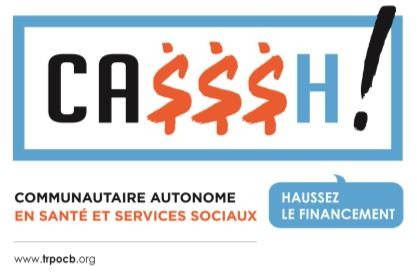 CA$$$H!
COMMUNAUTAIRE AUTONOME
EN SANTÉ ET SERVICES SOCIAUX
HAUSSEZ
LE FINANCEMENT
www.trpocb.org